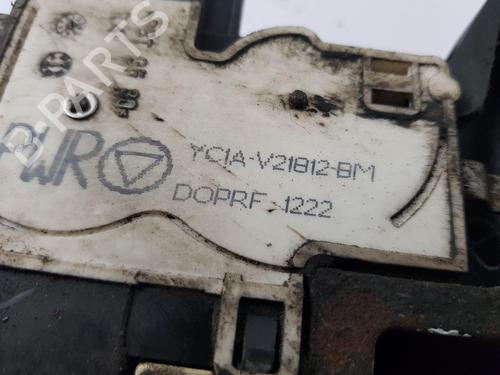 B-PARTS
PWR
YC1A-V21812-BM
DOPRF 1222